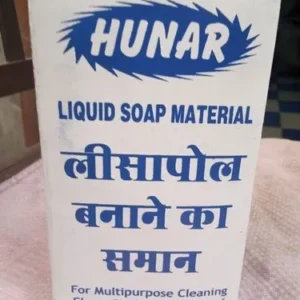 HUNAR
LIQUID SOAP MATERIAL
लीसापोल
बनाने का
समान
For Multipurpose Cleaning